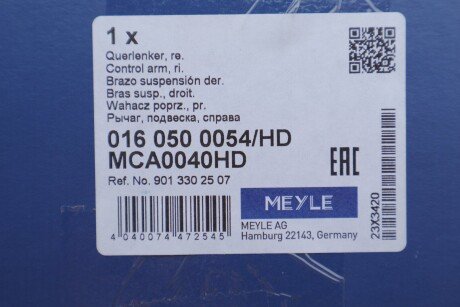 1 x
Querlenker, re.
Control arm, ri.
Brazo suspensión der.
Bras susp., droit.
Wahacz poprz., pr.
Рычаг, подвеска, справа
016 050 0054/HD
MCA0040HD
Ref. No. 901 330 25 07
EAC
MEYLE
MEYLE AG
Hamburg 22143, Germany
4 040074 472545
23X3420